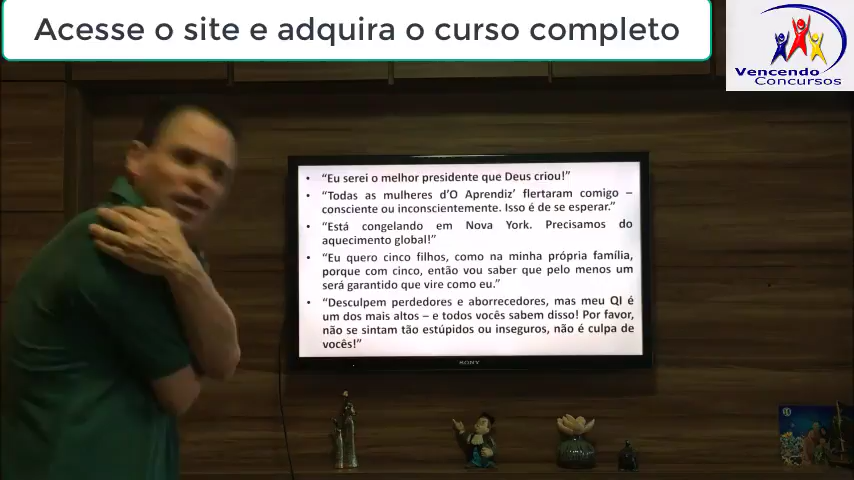 Acesse o site e adquira o curso completo
Vencendo
Concursos
• “Eu serei o melhor presidente que Deus criou!”
• “Todas as mulheres d’O Aprendiz’ flertaram comigo –
consciente ou inconscientemente. Isso é de se esperar.”
• “Está congelando em Nova York. Precisamos do
aquecimento global!”
• “Eu quero cinco filhos, como na minha própria família,
porque com cinco, então vou saber que pelo menos um
será garantido que vire como eu.”
• “Desculpem perdedores e aborrecedores, mas meu QI é
um dos mais altos – e todos vocês sabem disso! Por favor,
não se sintam tão estúpidos ou inseguros, não é culpa de
vocês!”
SONY